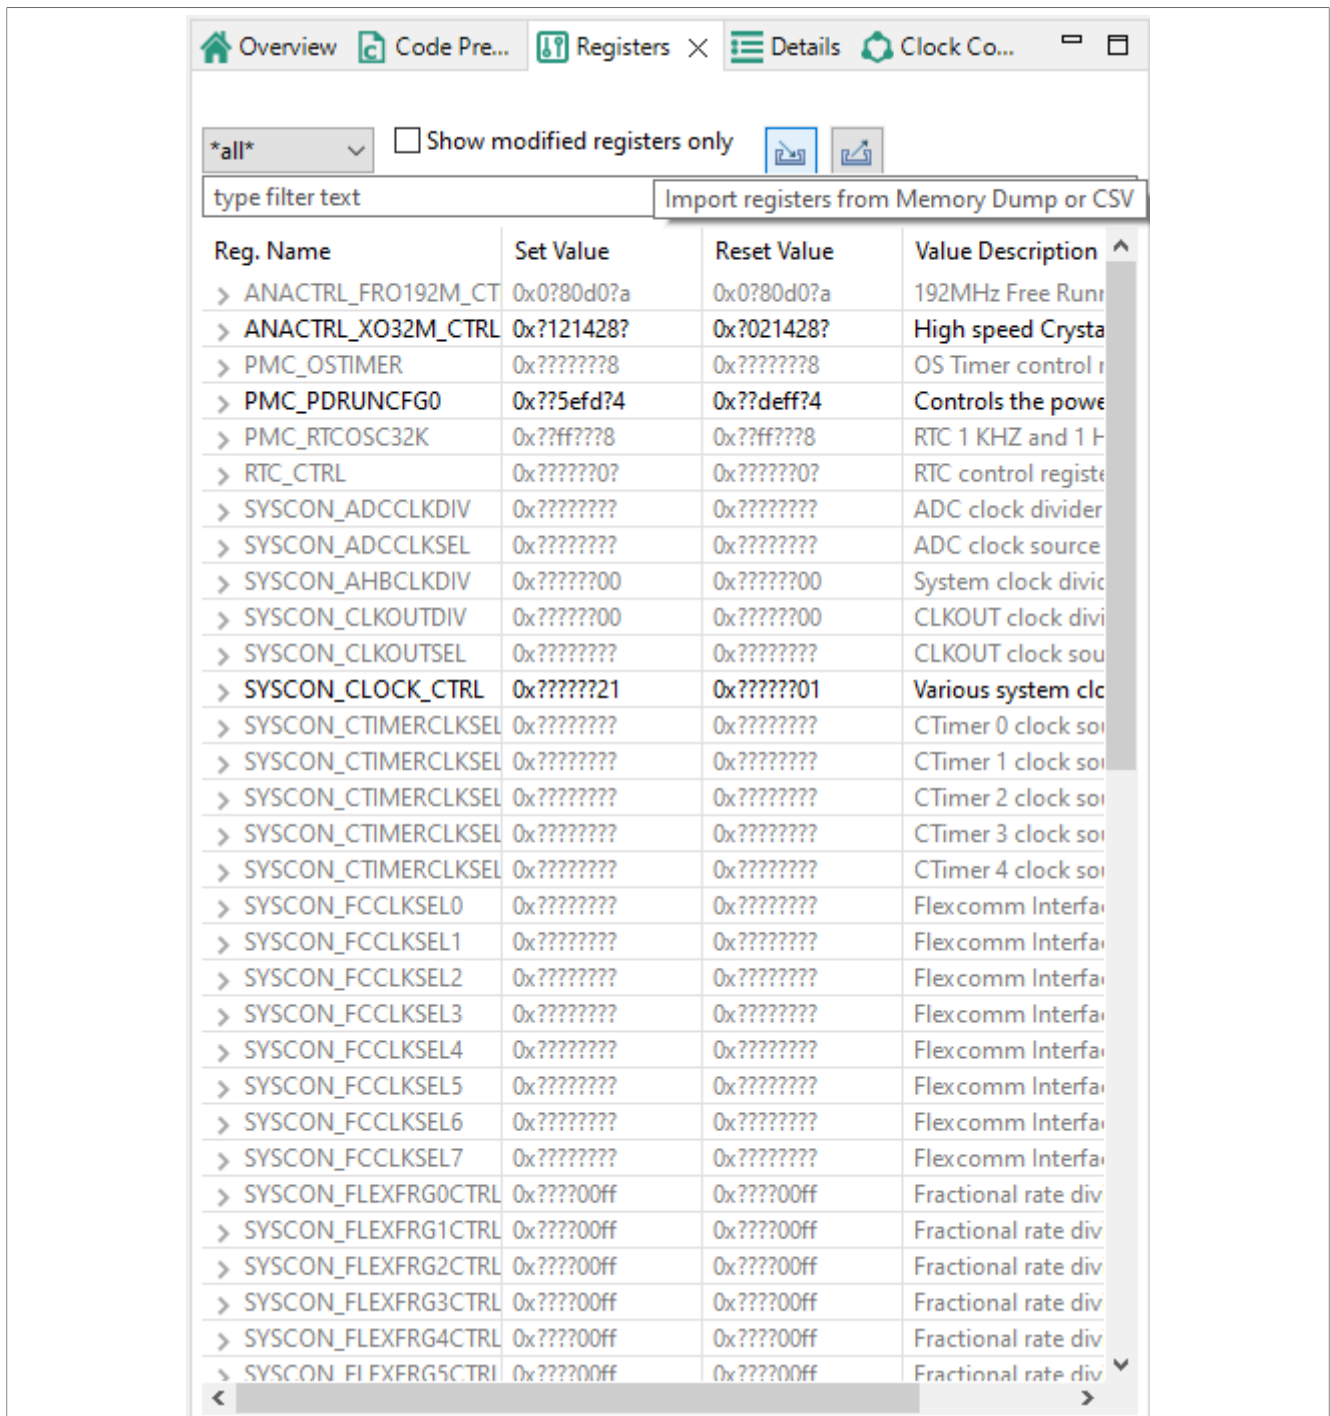 Overview Code Pre... Registers Details Clock Co...
*all* Show modified registers only
type filter text Import registers from Memory Dump or CSV
Reg. Name Set Value Reset Value Value Description
ANACTRL_FRO192M_CT 0x0?80d0?a 0x0?80d0?a 192MHz Free Runr
ANACTRL_XO32M_CTRL 0x?121428? 0x?021428? High speed Crysta
PMC_OSTIMER 0x???????8 0x???????8 OS Timer control r
PMC_PDRUNCFG0 0x??5efd?4 0x??deff?4 Controls the powe
PMC_RTCOSC32K 0x??ff???8 0x??ff???8 RTC 1 KHZ and 1 H
RTC_CTRL 0x??????0? 0x??????0? RTC control registe
SYSCON_ADCCLKDIV 0x???????? 0x???????? ADC clock divider
SYSCON_ADCCLKSEL 0x???????? 0x???????? ADC clock source
SYSCON_AHBCLKDIV 0x??????00 0x??????00 System clock divic
SYSCON_CLKOUTDIV 0x??????00 0x??????00 CLKOUT clock divi
SYSCON_CLKOUTSEL 0x???????? 0x???????? CLKOUT clock sou
SYSCON_CLOCK_CTRL 0x??????21 0x??????01 Various system clc
SYSCON_CTIMERCLKSEL 0x???????? 0x???????? CTimer 0 clock sou
SYSCON_CTIMERCLKSEL 0x???????? 0x???????? CTimer 1 clock sou
SYSCON_CTIMERCLKSEL 0x???????? 0x???????? CTimer 2 clock sou
SYSCON_CTIMERCLKSEL 0x???????? 0x???????? CTimer 3 clock sou
SYSCON_CTIMERCLKSEL 0x???????? 0x???????? CTimer 4 clock sou
SYSCON_FCCLKSEL0 0x???????? 0x???????? Flexcomm Interfa
SYSCON_FCCLKSEL1 0x???????? 0x???????? Flexcomm Interfa
SYSCON_FCCLKSEL2 0x???????? 0x???????? Flexcomm Interfa
SYSCON_FCCLKSEL3 0x???????? 0x???????? Flexcomm Interfa
SYSCON_FCCLKSEL4 0x???????? 0x???????? Flexcomm Interfa
SYSCON_FCCLKSEL5 0x???????? 0x???????? Flexcomm Interfa
SYSCON_FCCLKSEL6 0x???????? 0x???????? Flexcomm Interfa
SYSCON_FCCLKSEL7 0x???????? 0x???????? Flexcomm Interfa
SYSCON_FLEXFRG0CTRL 0x????00ff 0x????00ff Fractional rate div
SYSCON_FLEXFRG1CTRL 0x????00ff 0x????00ff Fractional rate div
SYSCON_FLEXFRG2CTRL 0x????00ff 0x????00ff Fractional rate div
SYSCON_FLEXFRG3CTRL 0x????00ff 0x????00ff Fractional rate div
SYSCON_FLEXFRG4CTRL 0x????00ff 0x????00ff Fractional rate div
SYSCON_FLEXFRG5CTRL 0x????00ff 0x????00ff Fractional rate div